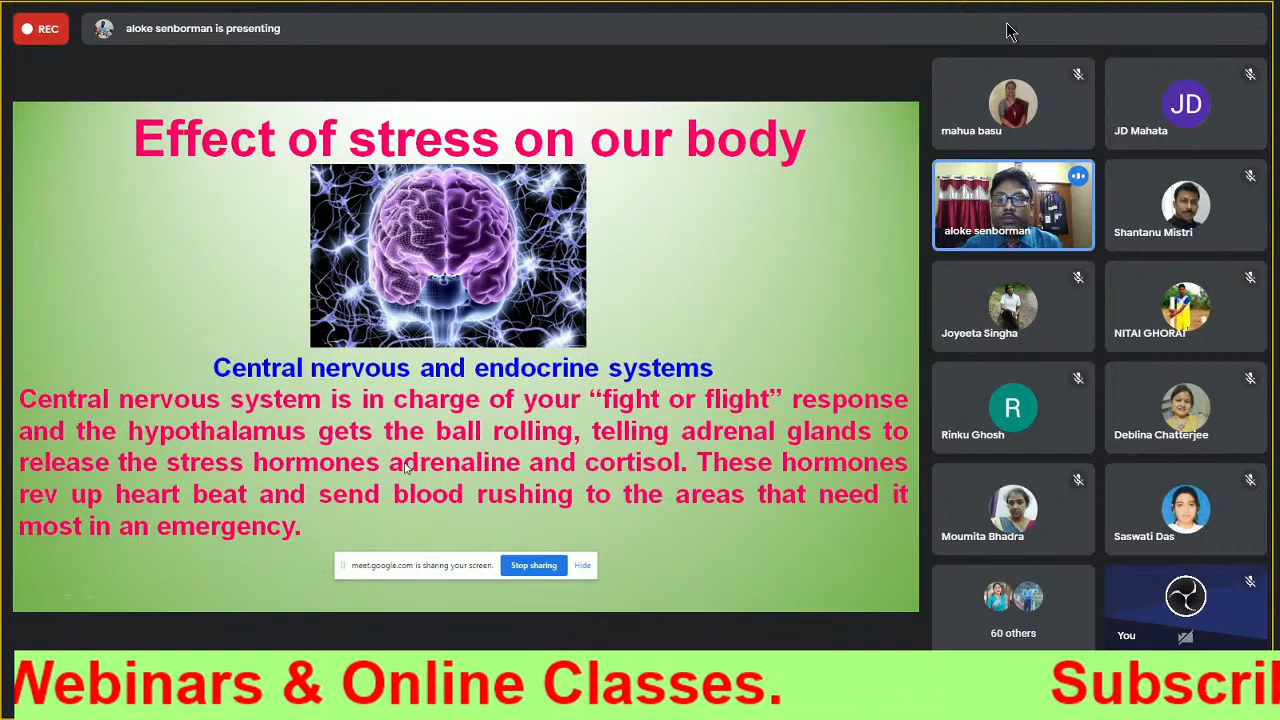 REC
aloke senborman is presenting
Effect of stress on our body
Central nervous and endocrine systems
Central nervous system is in charge of your “fight or flight” response
and the hypothalamus gets the ball rolling, telling adrenal glands to
release the stress hormones adrenaline and cortisol. These hormones
rev up heart beat and send blood rushing to the areas that need it
most in an emergency.
meet.google.com is sharing your screen. Stop sharing Hide
mahua basu
JD
JD Mahata
aloke senborman
Shantanu Mistri
Joyeeta Singha
NITAI GHORAI
R
Rinku Ghosh
Deblina Chatterjee
Moumita Bhadra
Saswati Das
60 others
You
Webinars & Online Classes. Subscri